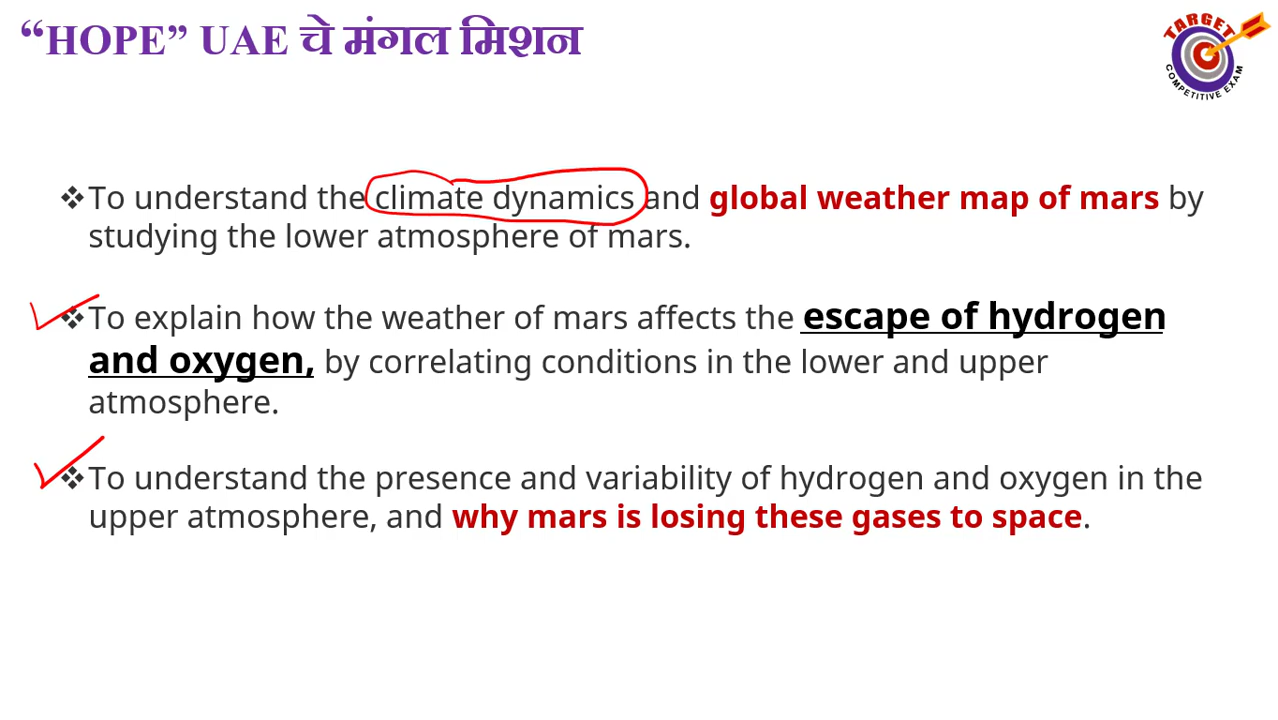 “HOPE” UAE चे मंगल मिशन
TARGET
COMPETITIVE EXAM
❖To understand the climate dynamics and global weather map of mars by
studying the lower atmosphere of mars.
❖To explain how the weather of mars affects the escape of hydrogen
and oxygen, by correlating conditions in the lower and upper
atmosphere.
❖To understand the presence and variability of hydrogen and oxygen in the
upper atmosphere, and why mars is losing these gases to space.